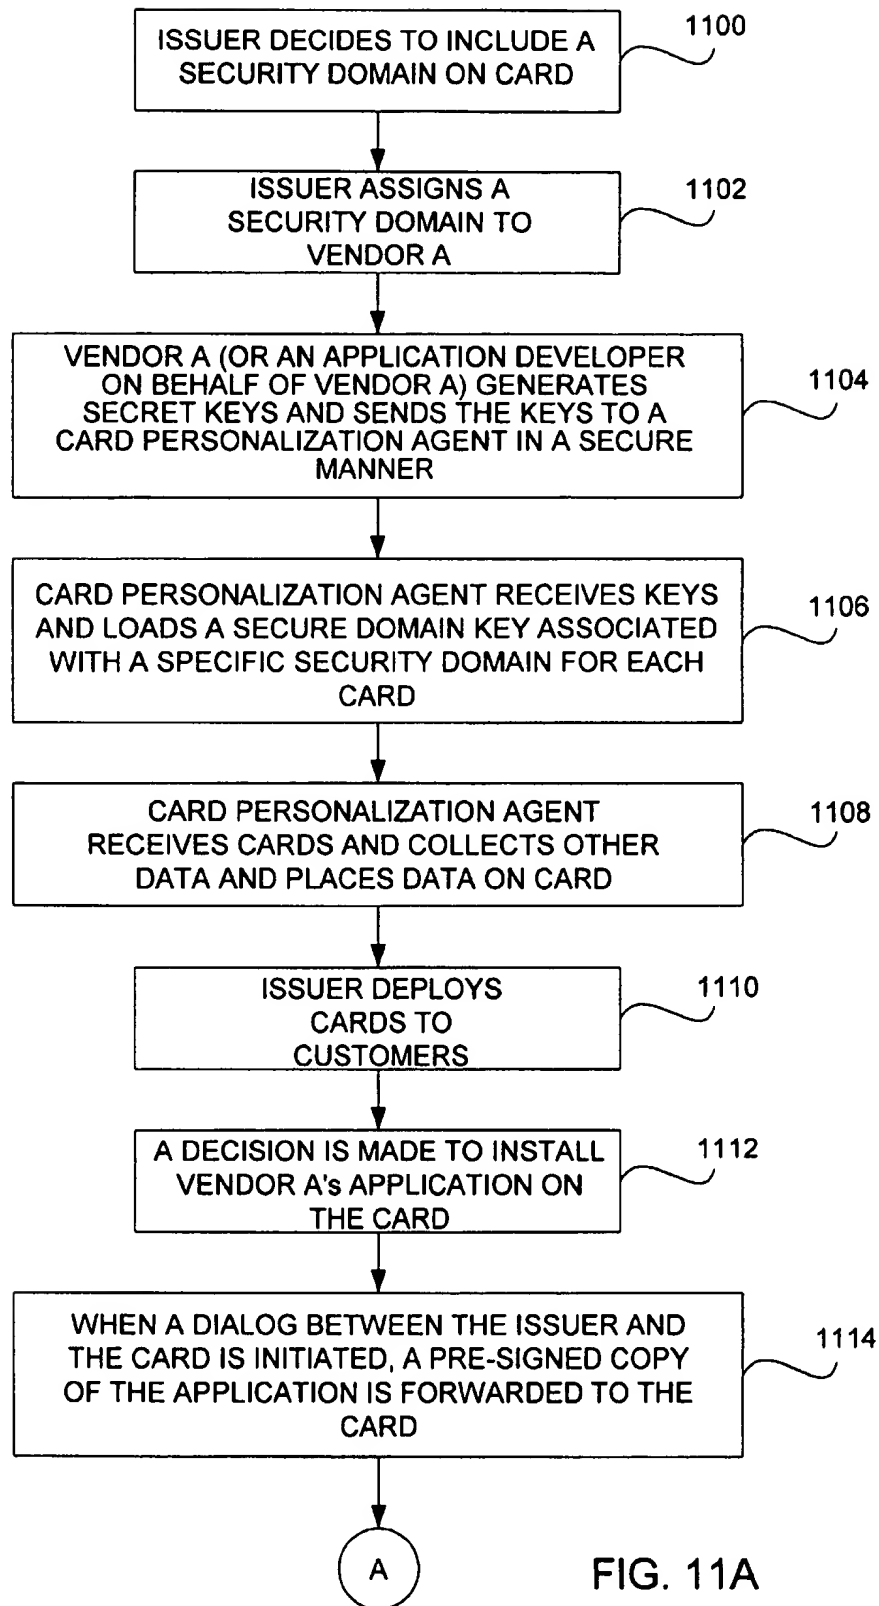 ISSUER DECIDES TO INCLUDE A
SECURITY DOMAIN ON CARD
1100
ISSUER ASSIGNS A
SECURITY DOMAIN TO
VENDOR A
1102
VENDOR A (OR AN APPLICATION DEVELOPER
ON BEHALF OF VENDOR A) GENERATES
SECRET KEYS AND SENDS THE KEYS TO A
CARD PERSONALIZATION AGENT IN A SECURE
MANNER
1104
CARD PERSONALIZATION AGENT RECEIVES KEYS
AND LOADS A SECURE DOMAIN KEY ASSOCIATED
WITH A SPECIFIC SECURITY DOMAIN FOR EACH
CARD
1106
CARD PERSONALIZATION AGENT
RECEIVES CARDS AND COLLECTS OTHER
DATA AND PLACES DATA ON CARD
1108
ISSUER DEPLOYS
CARDS TO
CUSTOMERS
1110
A DECISION IS MADE TO INSTALL
VENDOR A's APPLICATION ON
THE CARD
1112
WHEN A DIALOG BETWEEN THE ISSUER AND
THE CARD IS INITIATED, A PRE-SIGNED COPY
OF THE APPLICATION IS FORWARDED TO THE
CARD
1114
A
FIG. 11A